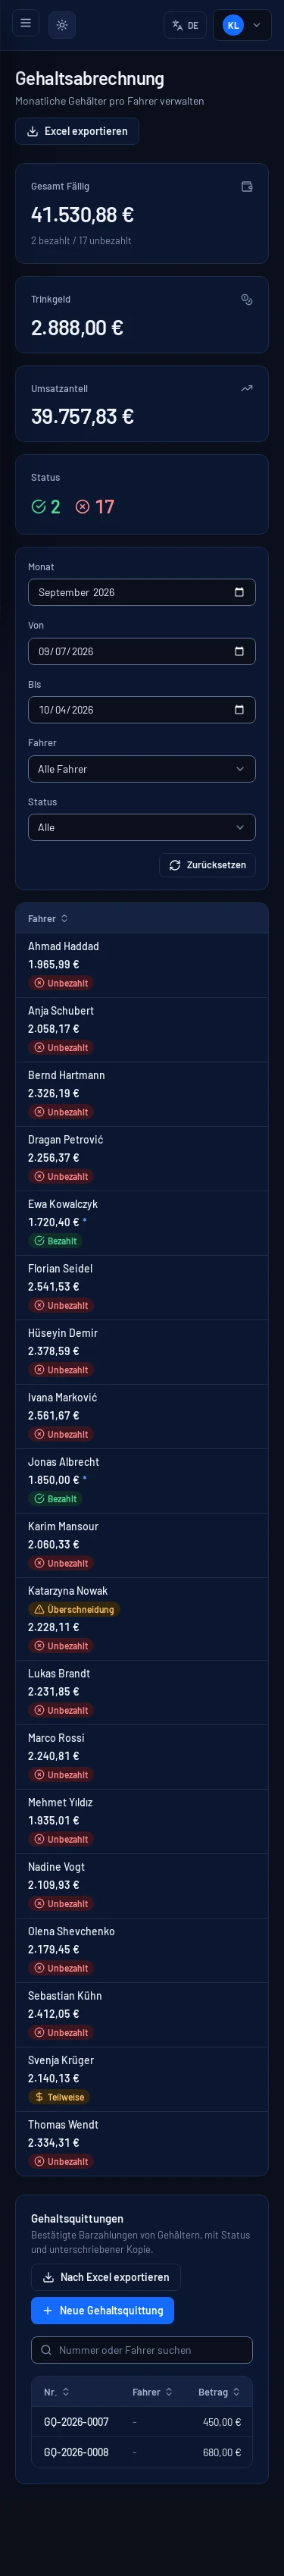 DE
KL
Gehaltsabrechnung
Monatliche Gehälter pro Fahrer verwalten
Excel exportieren
Gesamt Fällig
41.530,88 €
2 bezahlt / 17 unbezahlt
Trinkgeld
2.888,00 €
Umsatzanteil
39.757,83 €
Status
2 17
Monat
September 2026
Von
09/07/2026
Bis
10/04/2026
Fahrer
Alle Fahrer
Status
Alle
Zurücksetzen
Fahrer
Ahmad Haddad
1.965,99 €
Unbezahlt
Anja Schubert
2.058,17 €
Unbezahlt
Bernd Hartmann
2.326,19 €
Unbezahlt
Dragan Petrović
2.256,37 €
Unbezahlt
Ewa Kowalczyk
1.720,40 € *
Bezahlt
Florian Seidel
2.541,53 €
Unbezahlt
Hüseyin Demir
2.378,59 €
Unbezahlt
Ivana Marković
2.561,67 €
Unbezahlt
Jonas Albrecht
1.850,00 € *
Bezahlt
Karim Mansour
2.060,33 €
Unbezahlt
Katarzyna Nowak
Überschneidung
2.228,11 €
Unbezahlt
Lukas Brandt
2.231,85 €
Unbezahlt
Marco Rossi
2.240,81 €
Unbezahlt
Mehmet Yıldız
1.935,01 €
Unbezahlt
Nadine Vogt
2.109,93 €
Unbezahlt
Olena Shevchenko
2.179,45 €
Unbezahlt
Sebastian Kühn
2.412,05 €
Unbezahlt
Svenja Krüger
2.140,13 €
Teilweise
Thomas Wendt
2.334,31 €
Unbezahlt
Gehaltsquittungen
Bestätigte Barzahlungen von Gehältern, mit Status
und unterschriebener Kopie.
Nach Excel exportieren
Neue Gehaltsquittung
Nummer oder Fahrer suchen
Nr. Fahrer Betrag
GQ-2026-0007 - 450,00 €
GQ-2026-0008 - 680,00 €